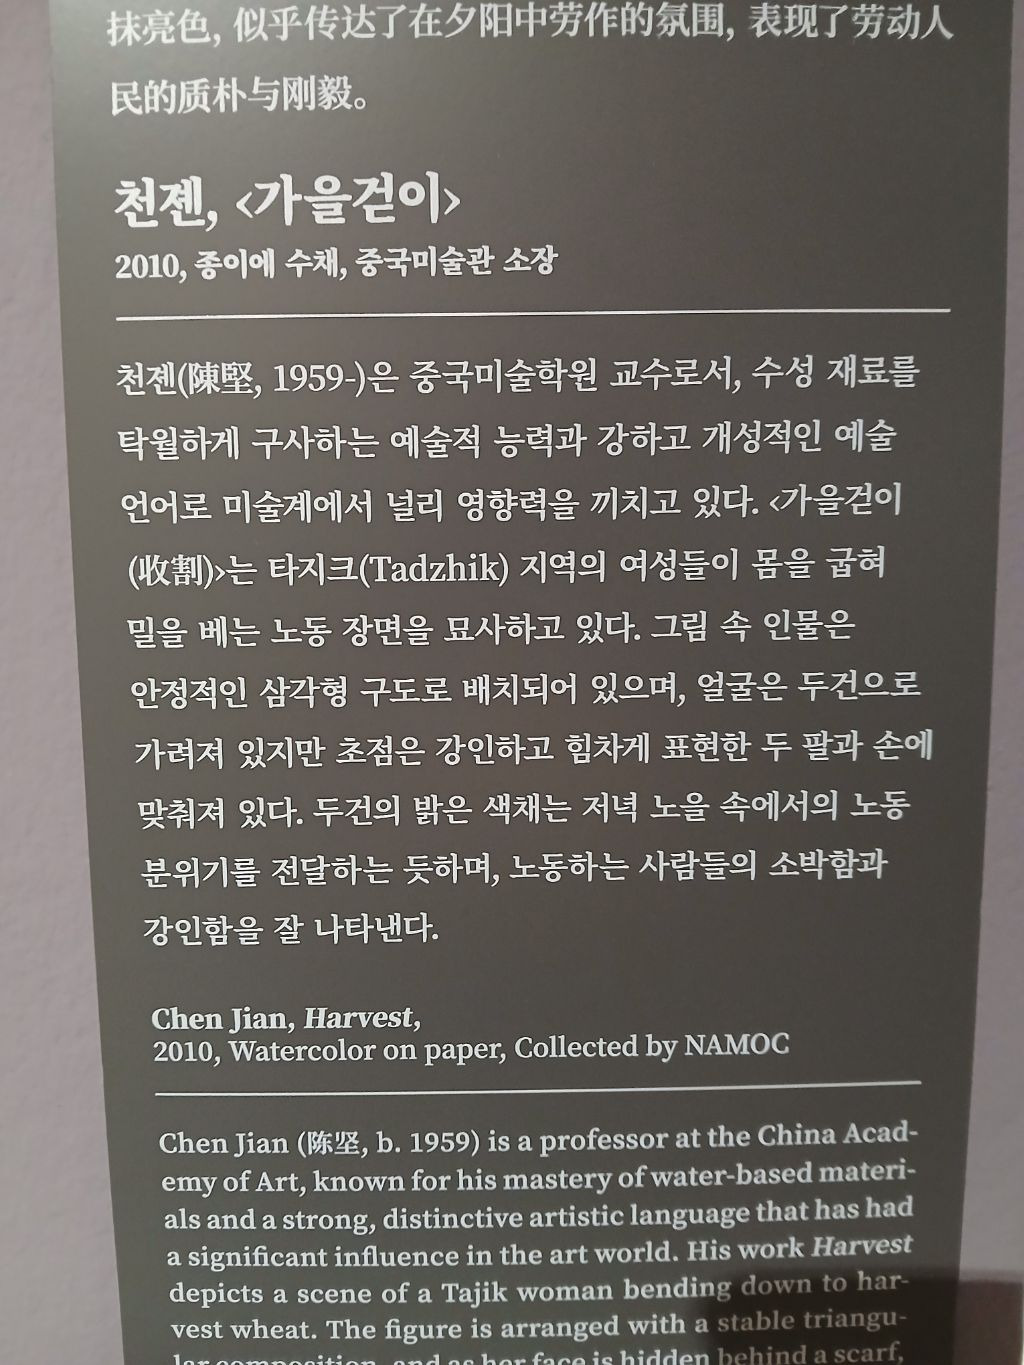 抹亮色, 似乎传达了在夕阳中劳作的氛围, 表现了劳动人
民的质朴与刚毅。
천젠, <가을걷이>
2010, 종이에 수채, 중국미술관 소장
천젠(陳堅, 1959-)은 중국미술학원 교수로서, 수성 재료를
탁월하게 구사하는 예술적 능력과 강하고 개성적인 예술
언어로 미술계에서 널리 영향력을 끼치고 있다. <가을걷이
(收割)>는 타지크(Tadzhik) 지역의 여성들이 몸을 굽혀
밀을 베는 노동 장면을 묘사하고 있다. 그림 속 인물은
안정적인 삼각형 구도로 배치되어 있으며, 얼굴은 두건으로
가려져 있지만 초점은 강인하고 힘차게 표현한 두 팔과 손에
맞춰져 있다. 두건의 밝은 색채는 저녁 노을 속에서의 노동
분위기를 전달하는 듯하며, 노동하는 사람들의 소박함과
강인함을 잘 나타낸다.
Chen Jian, Harvest,
2010, Watercolor on paper, Collected by NAMOC
Chen Jian (陈坚, b. 1959) is a professor at the China Acad-
emy of Art, known for his mastery of water-based materi-
als and a strong, distinctive artistic language that has had
a significant influence in the art world. His work Harvest
depicts a scene of a Tajik woman bending down to har-
vest wheat. The figure is arranged with a stable triangu-
lar composition, and as her face is hidden behind a scarf,